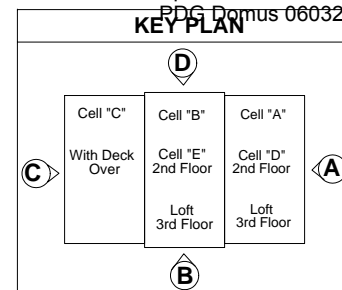 PDG Domus 06032
KEY PLAN
D
Cell "C"
With Deck
Over
Cell "B"
Cell "E"
2nd Floor
Loft
3rd Floor
Cell "A"
Cell "D"
2nd Floor
Loft
3rd Floor
C
A
B